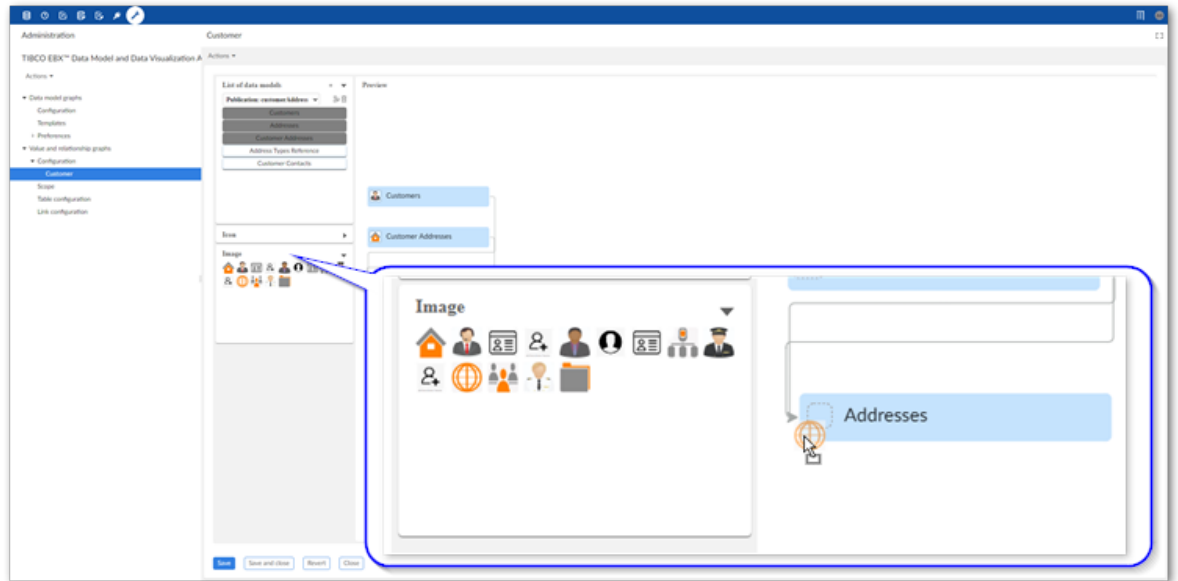 Administration
Customer
TIBCO EBX™ Data Model and Data Visualization A
Actions
Actions
Data model graphs
Configuration
Templates
Preferences
Value and relationship graphs
Configuration
Customer
Scope
Table configuration
Link configuration
List of data models
Publication: customerAddress
Customers
Addresses
Customer Addresses
Address Types Reference
Customer Contacts
Icon
Image
Preview
Customers
Customer Addresses
Image
Addresses
Save
Save and close
Revert
Close